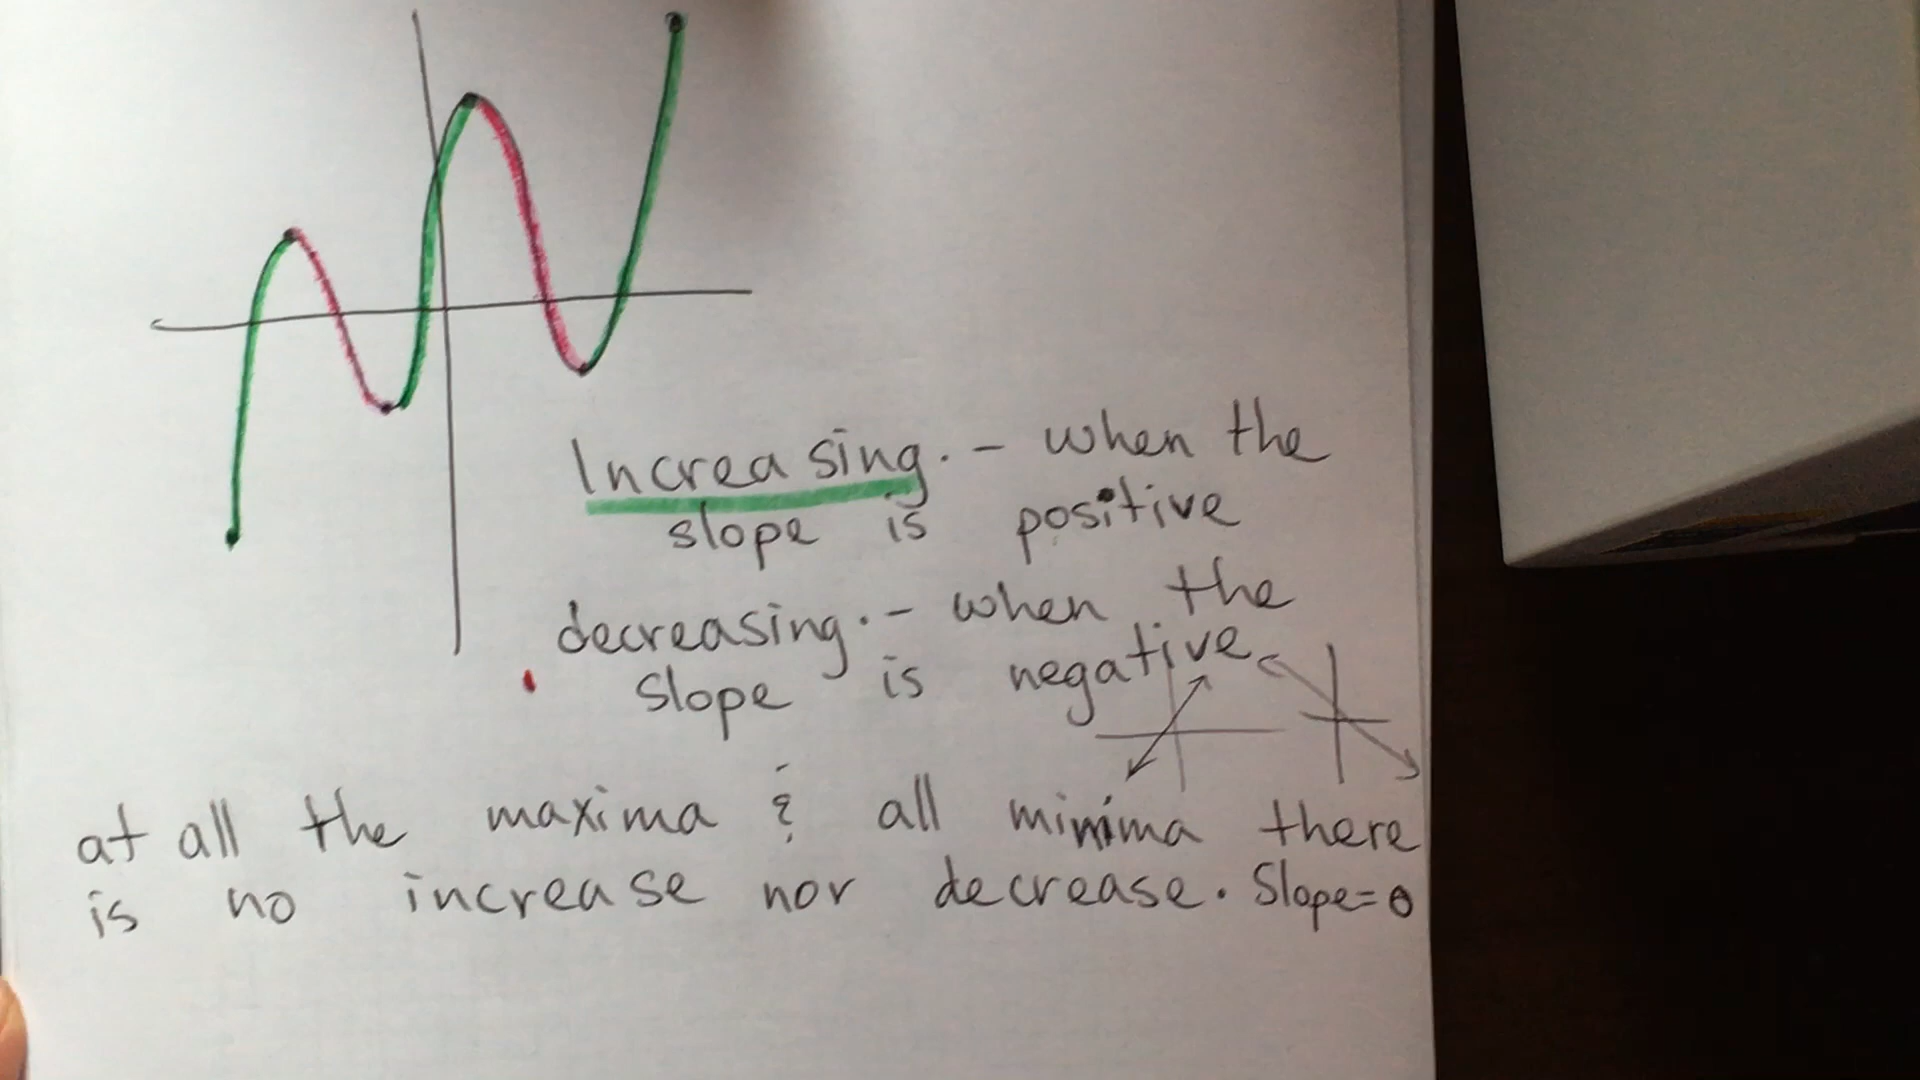 Increasing. - when the
slope is positive
decreasing. - when the
slope is negative
at all the maxima & all minima there
is no increase nor decrease. Slope=0